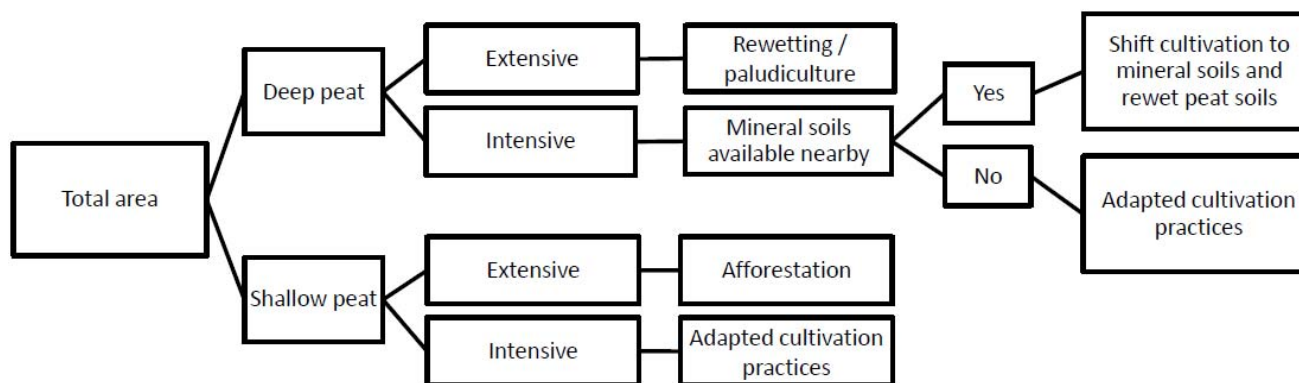 Total area
Deep peat
Extensive
Rewetting /
paludiculture
Intensive
Mineral soils
available nearby
Yes
Shift cultivation to
mineral soils and
rewet peat soils
No
Adapted cultivation
practices
Shallow peat
Extensive
Afforestation
Intensive
Adapted cultivation
practices